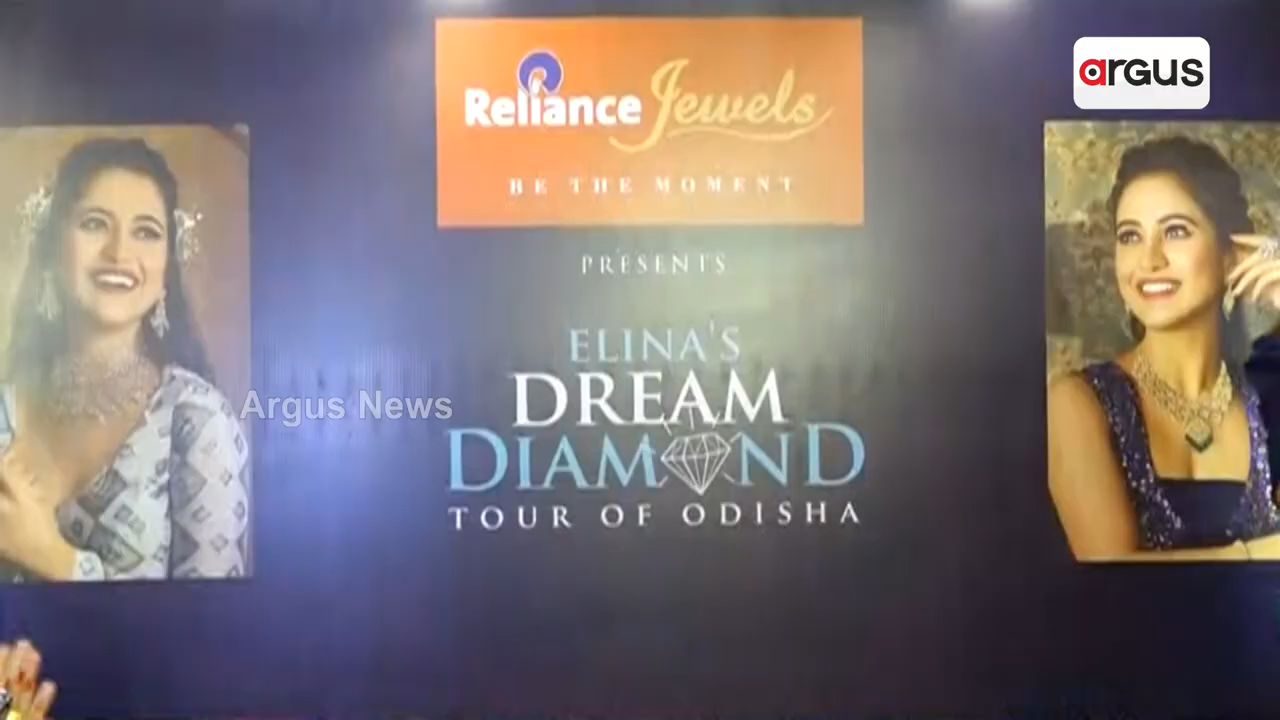 argus
Reliance Jewels
BE THE MOMENT
PRESENTS
ELINA'S
DREAM
DIAMOND
TOUR OF ODISHA
Argus News